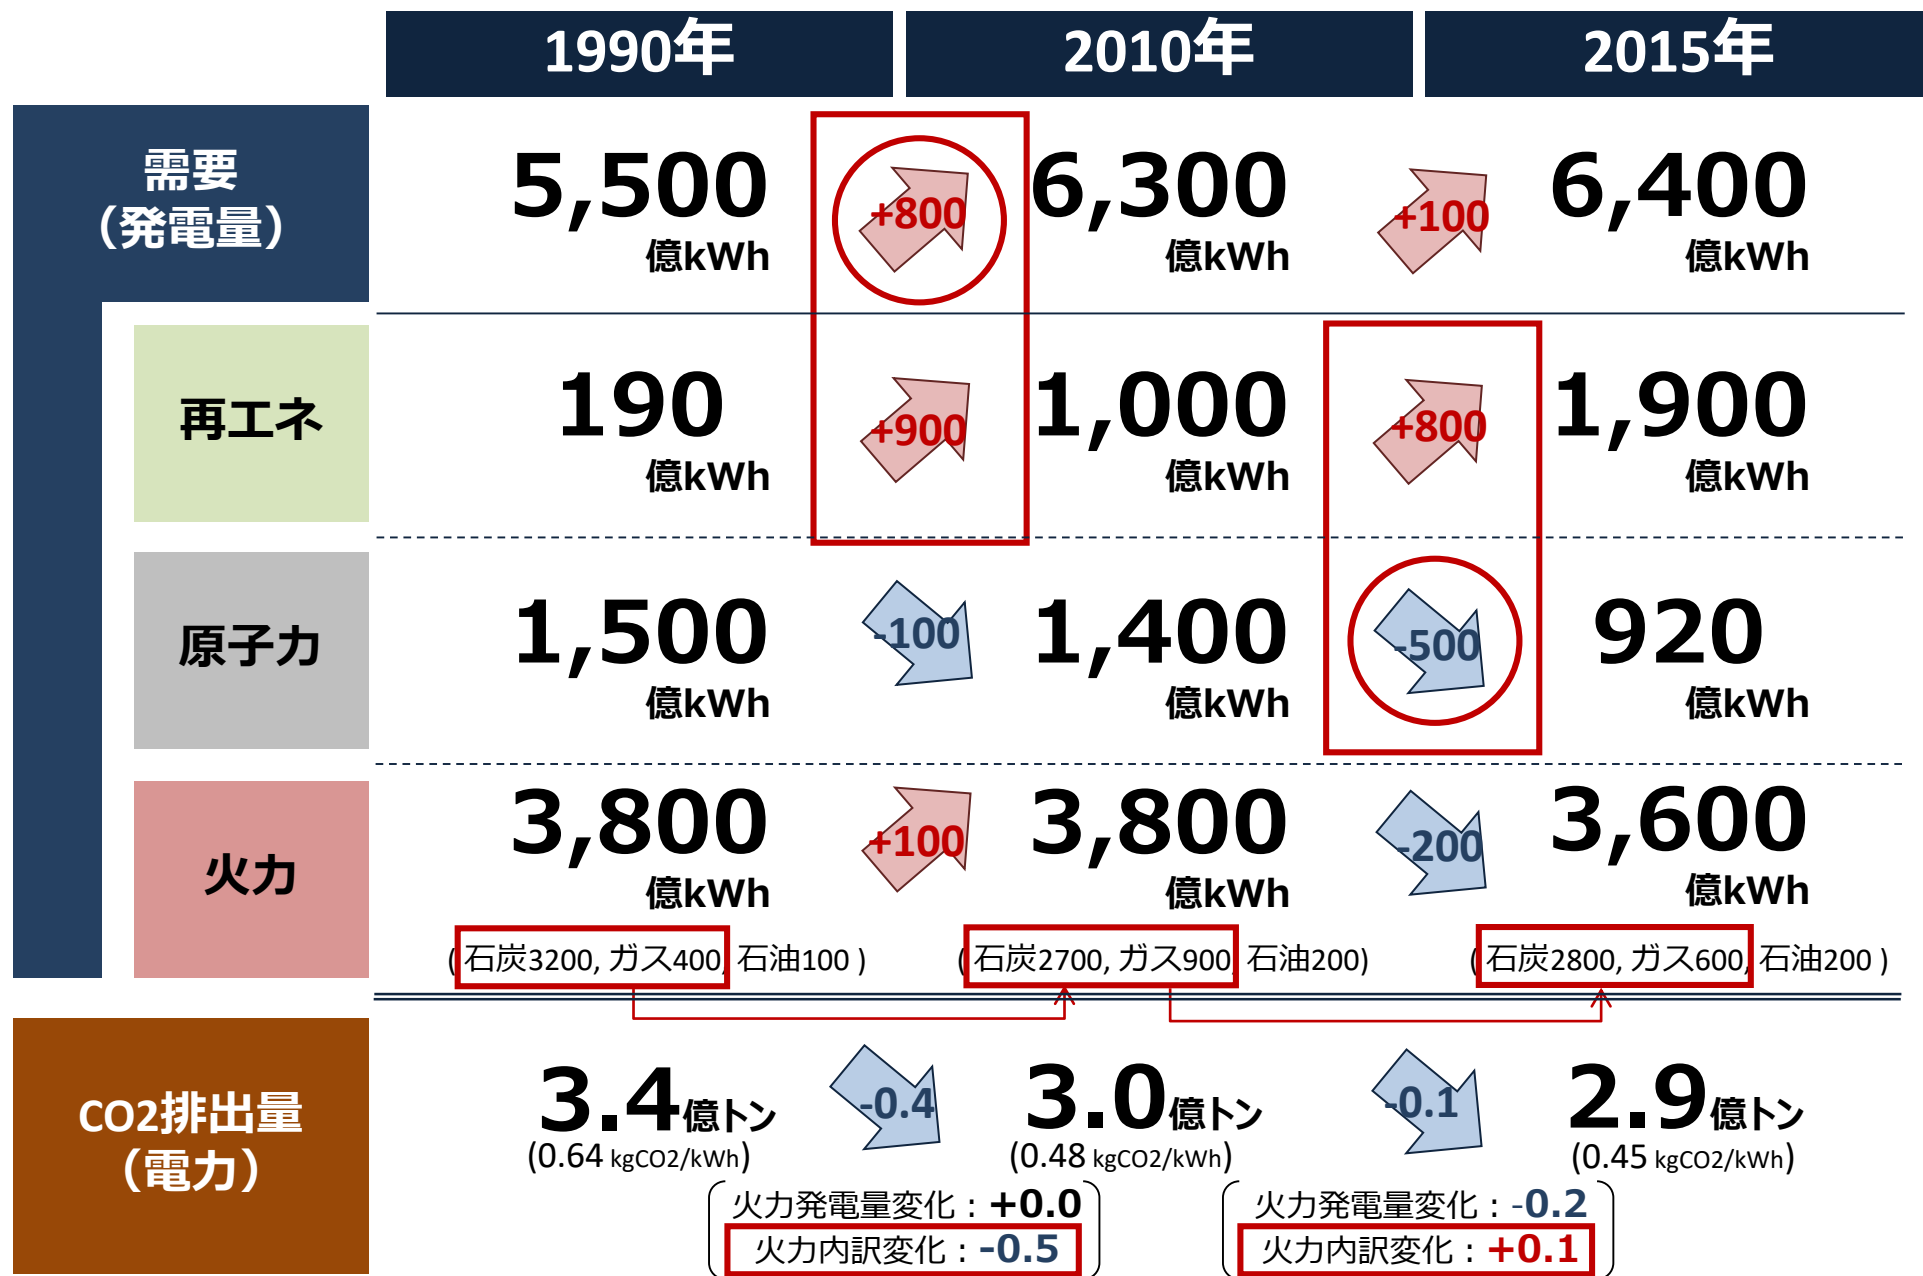 1990年
2010年
2015年
需要
（発電量）
5,500
億kWh
+800
6,300
億kWh
+100
6,400
億kWh
再エネ
190
億kWh
+900
1,000
億kWh
+800
1,900
億kWh
原子力
1,500
億kWh
-100
1,400
億kWh
-500
920
億kWh
火力
3,800
億kWh
+100
3,800
億kWh
-200
3,600
億kWh
( 石炭3200, ガス400, 石油100 )
( 石炭2700, ガス900, 石油200)
( 石炭2800, ガス600, 石油200 )
CO2排出量
（電力）
3.4億トン
(0.64 kgCO2/kWh)
-0.4
3.0億トン
(0.48 kgCO2/kWh)
-0.1
2.9億トン
(0.45 kgCO2/kWh)
火力発電量変化：+0.0
火力内訳変化：-0.5
火力発電量変化：-0.2
火力内訳変化：+0.1